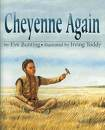 Cheyenne Again
by Eve Bunting • Illustrated by Irving Toddy